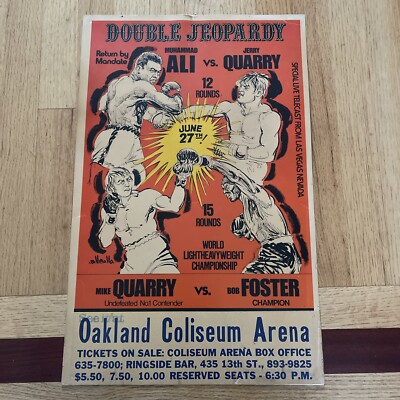 DOUBLE JEOPARDY
Return by
Mandate
MUHAMMAD
ALI
VS.
JERRY
QUARRY
12
ROUNDS
SPECIAL LIVE TELECAST FROM LAS VEGAS NEVADA
JUNE
27TH!
15
ROUNDS
WORLD
LIGHTHEAVYWEIGHT
CHAMPIONSHIP
MIKE QUARRY
Undefeated No.1 Contender
VS.
BOB FOSTER
CHAMPION
Oakland Coliseum Arena
TICKETS ON SALE: COLISEUM ARENA BOX OFFICE
635-7800; RINGSIDE BAR, 435 13th ST., 893-9825
$5.50, 7.50, 10.00 RESERVED SEATS - 6:30 P.M.